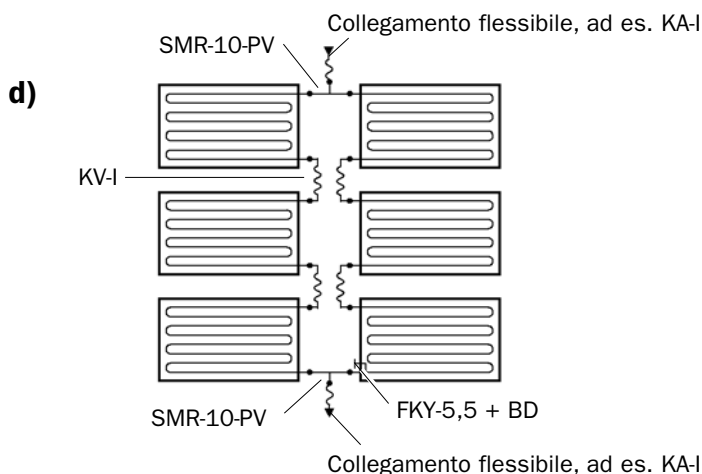 Collegamento flessibile, ad es. KA-I
SMR-10-PV
d)
KV-I
SMR-10-PV
FKY-5,5 + BD
Collegamento flessibile, ad es. KA-I